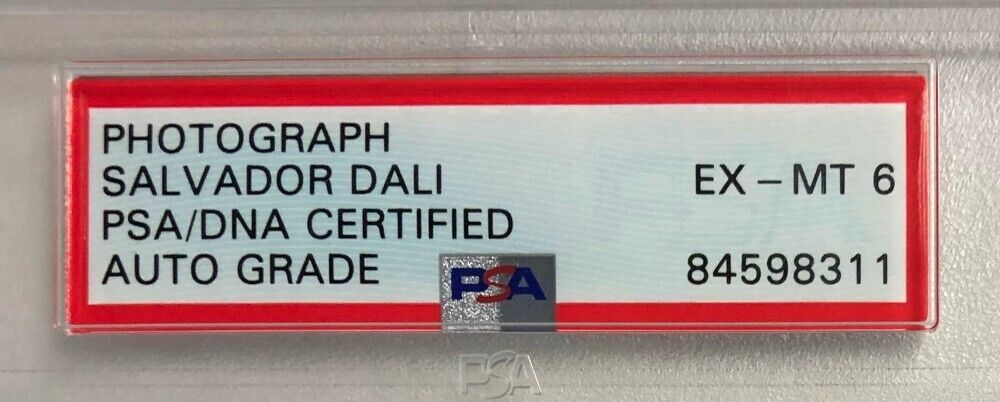 PHOTOGRAPH
SALVADOR DALI EX-MT 6
PSA/DNA CERTIFIED
AUTO GRADE 84598311
PSA
PSA